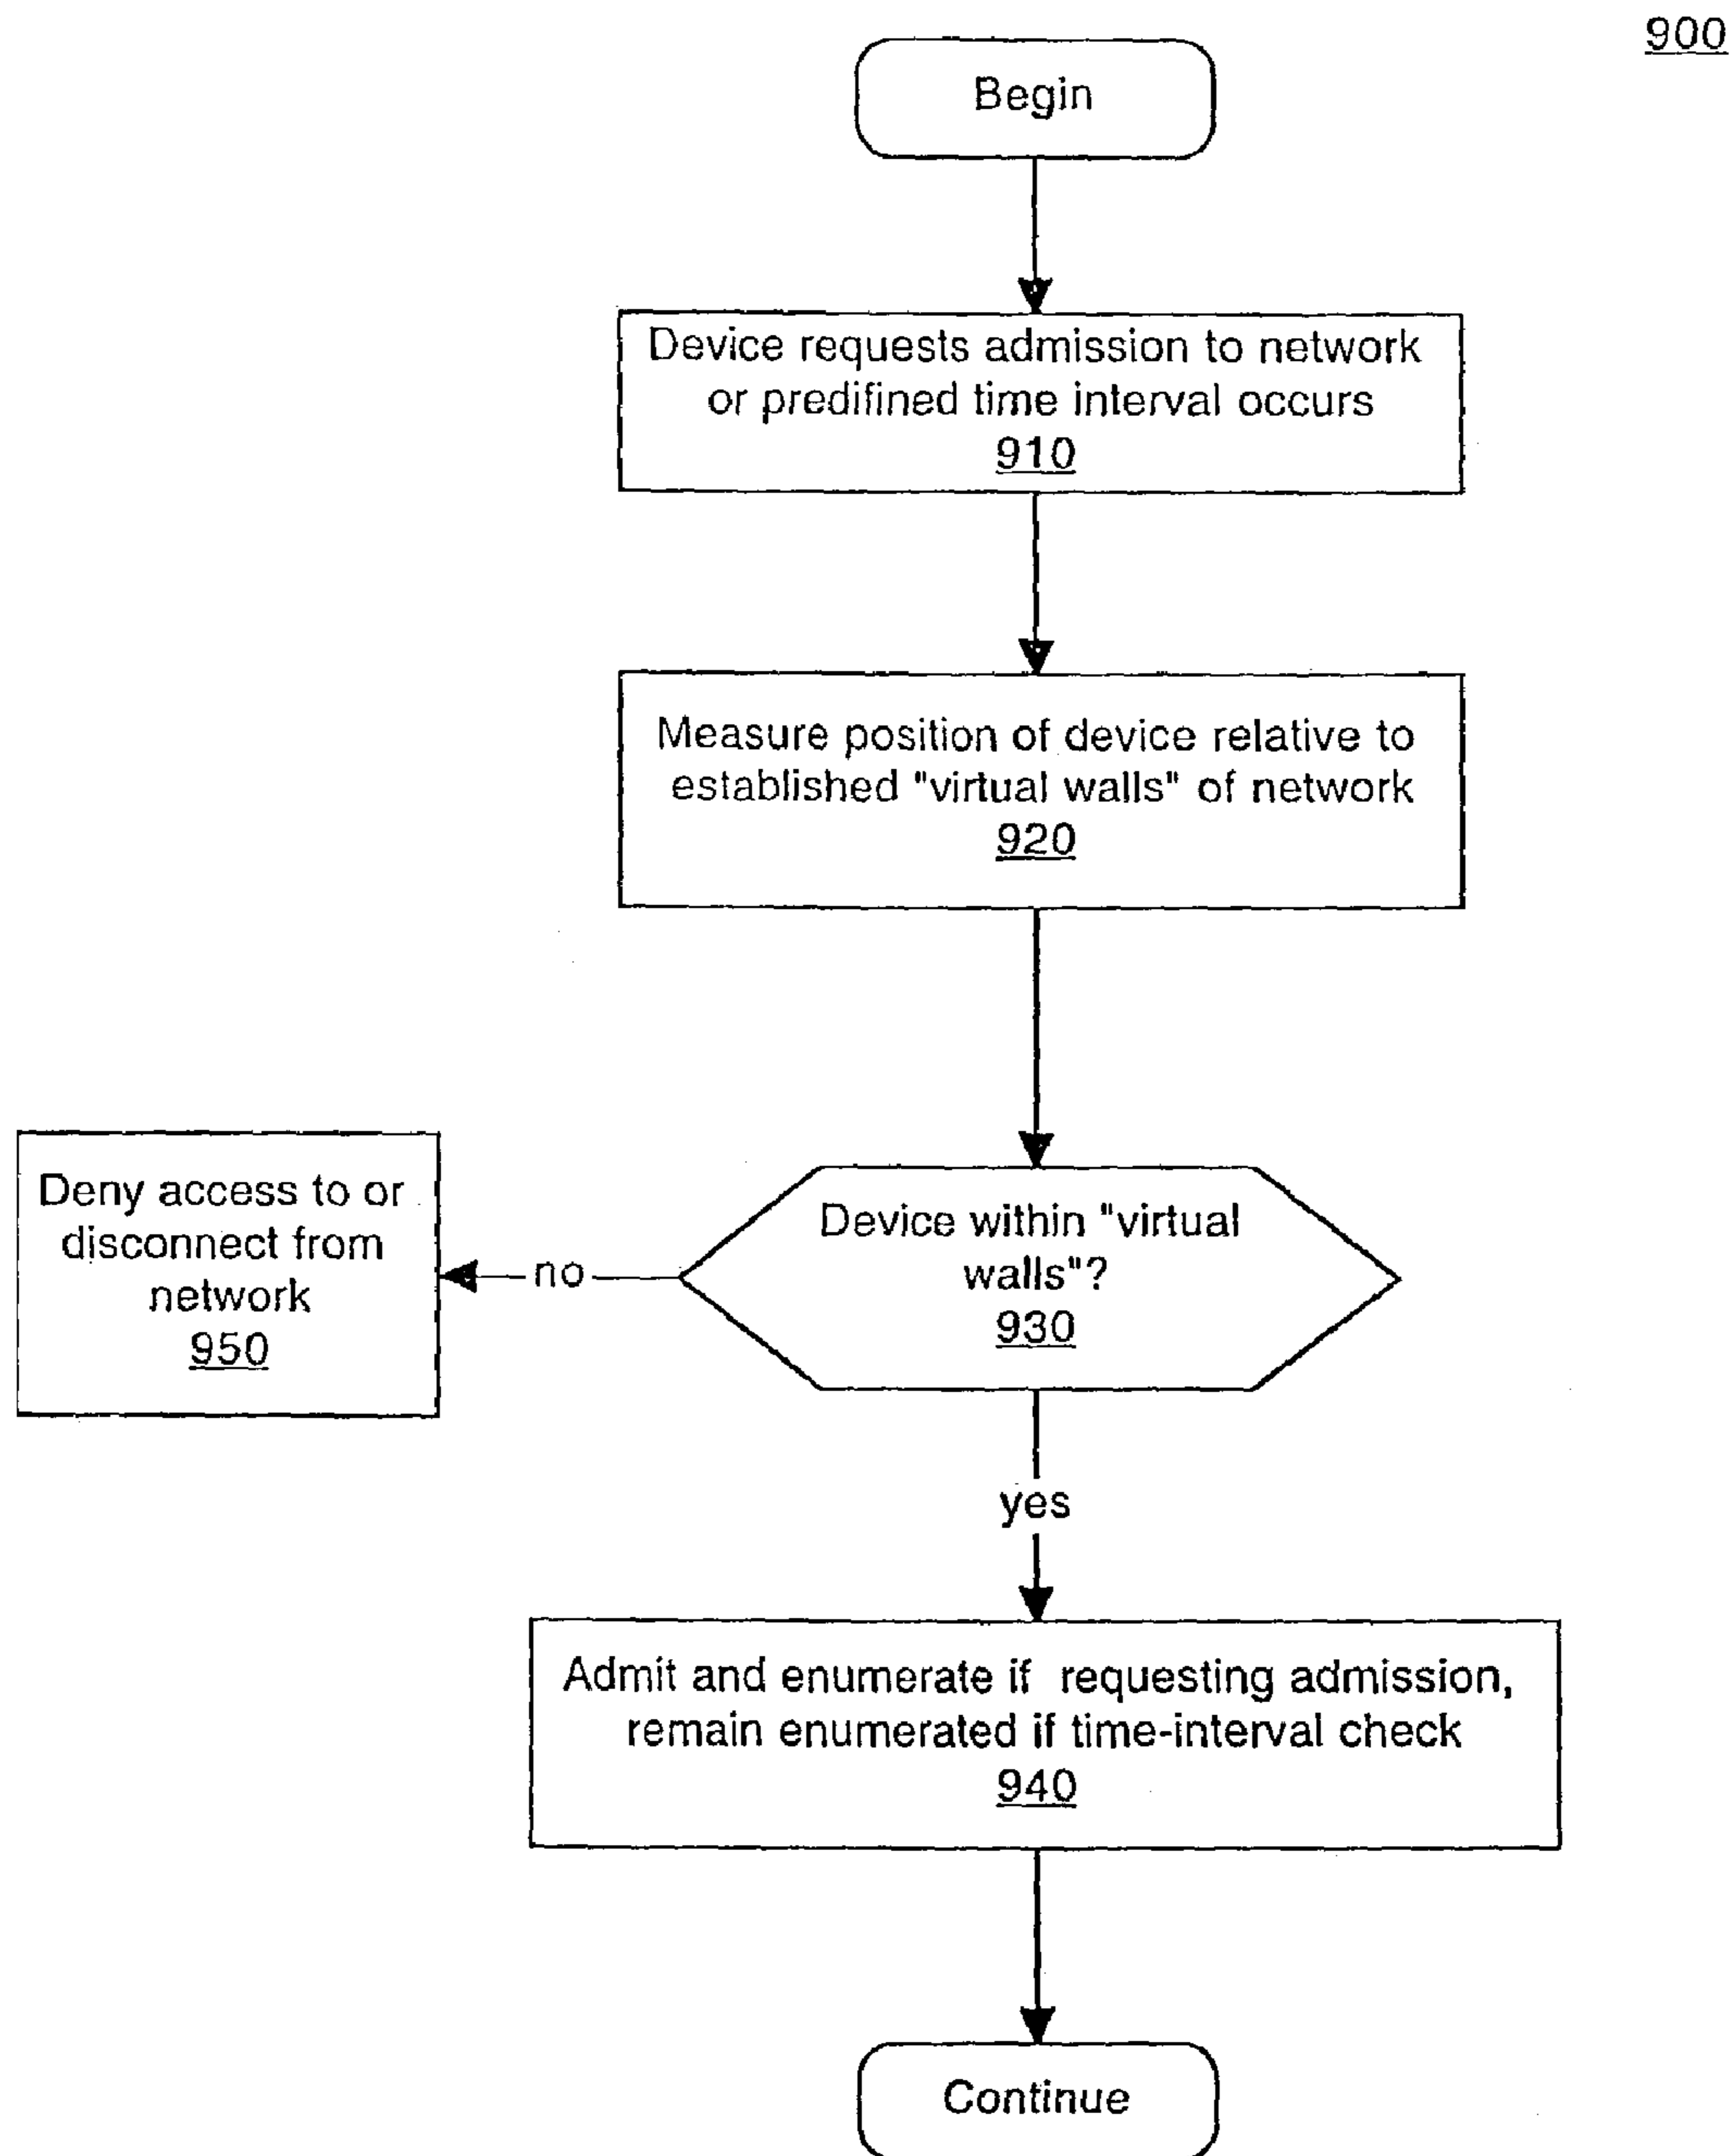 900
Begin
Device requests admission to network
or predifined time interval occurs
910
Measure position of device relative to
established "virtual walls" of network
920
Device within "virtual
walls"?
930
no
Deny access to or
disconnect from
network
950
yes
Admit and enumerate if requesting admission,
remain enumerated if time-interval check
940
Continue